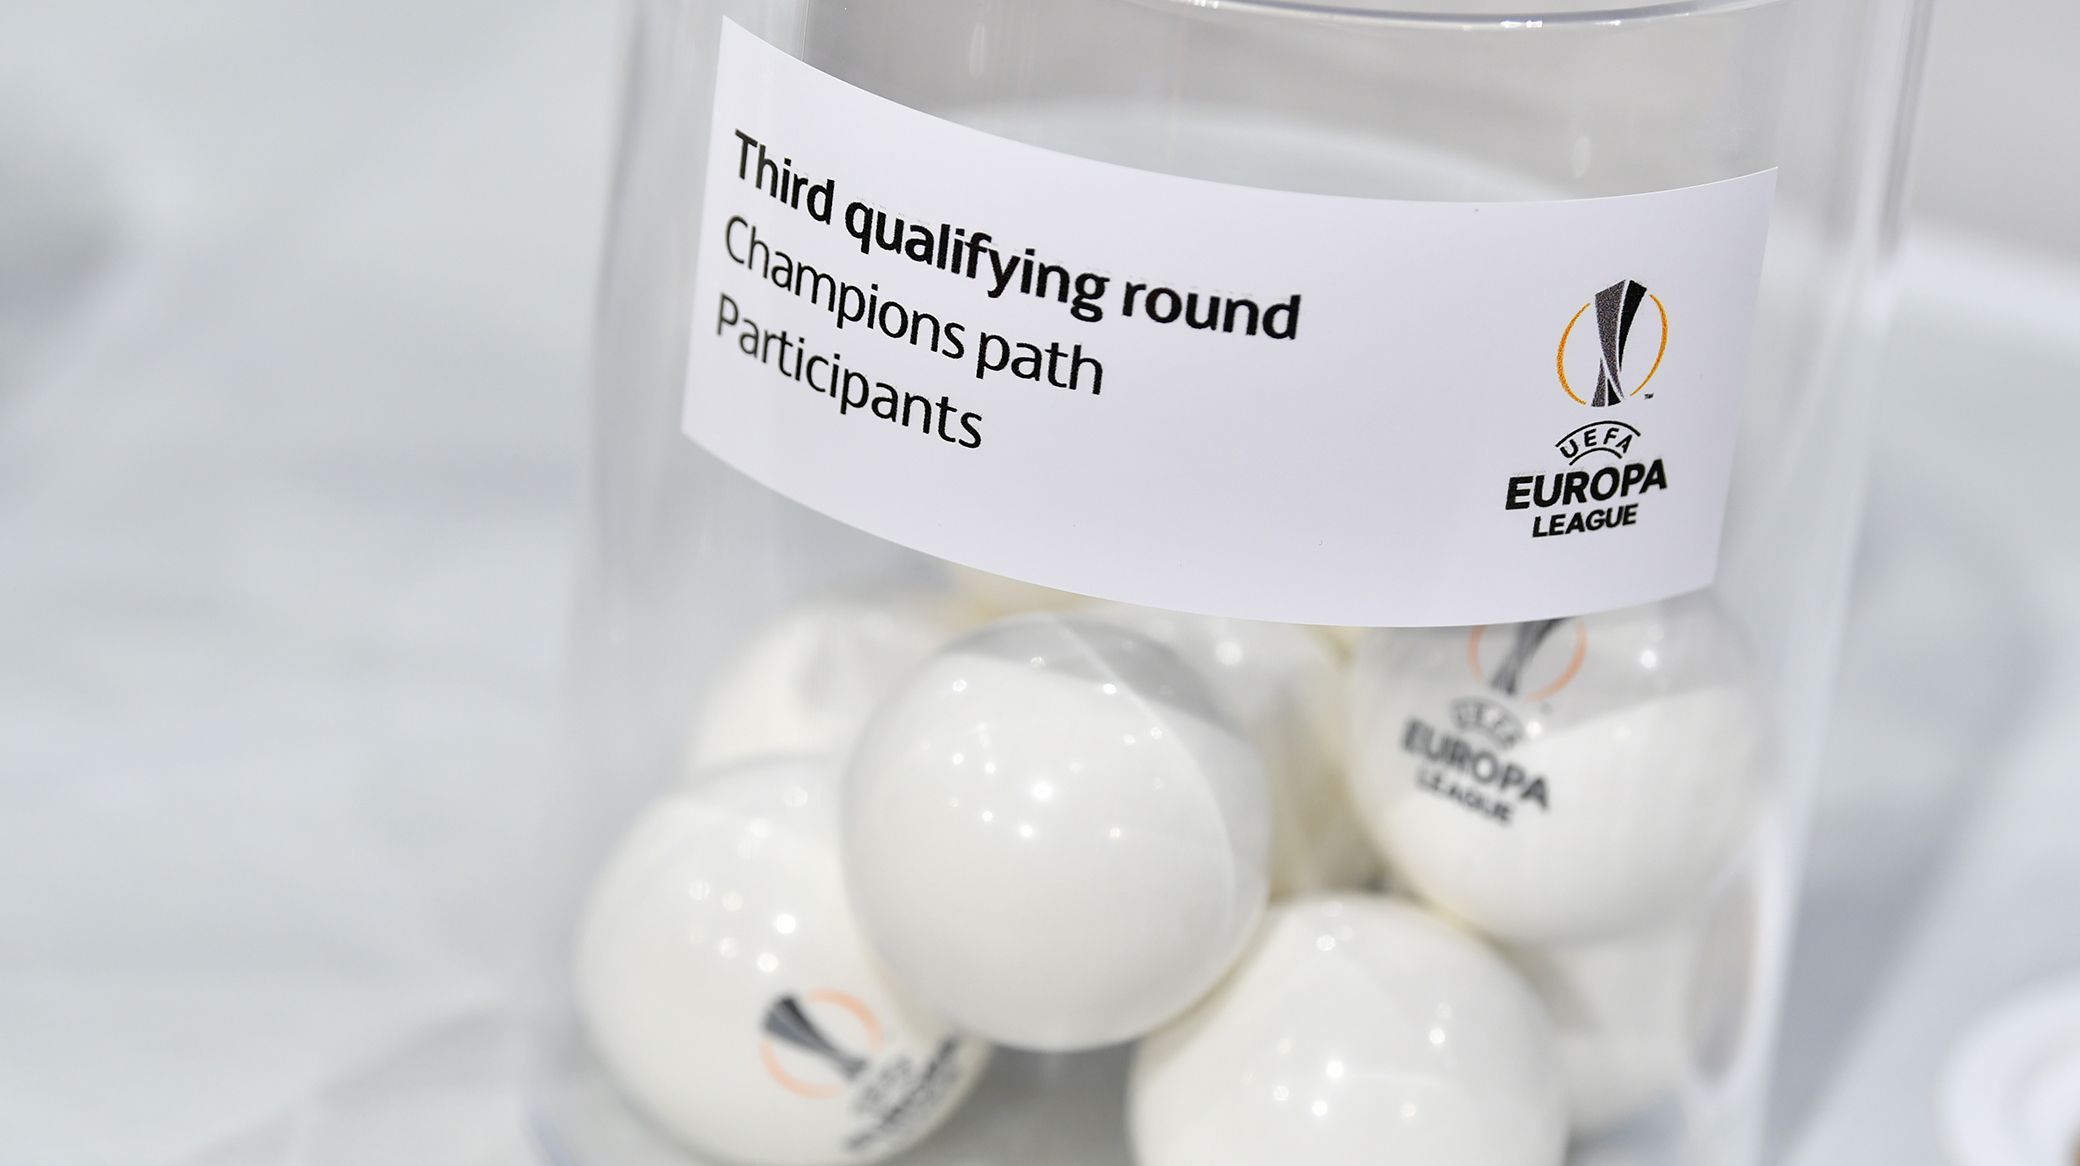 Third qualifying round
Champions path
Participants
UEFA
EUROPA
LEAGUE
UEFA
EUROPA
LEAGUE